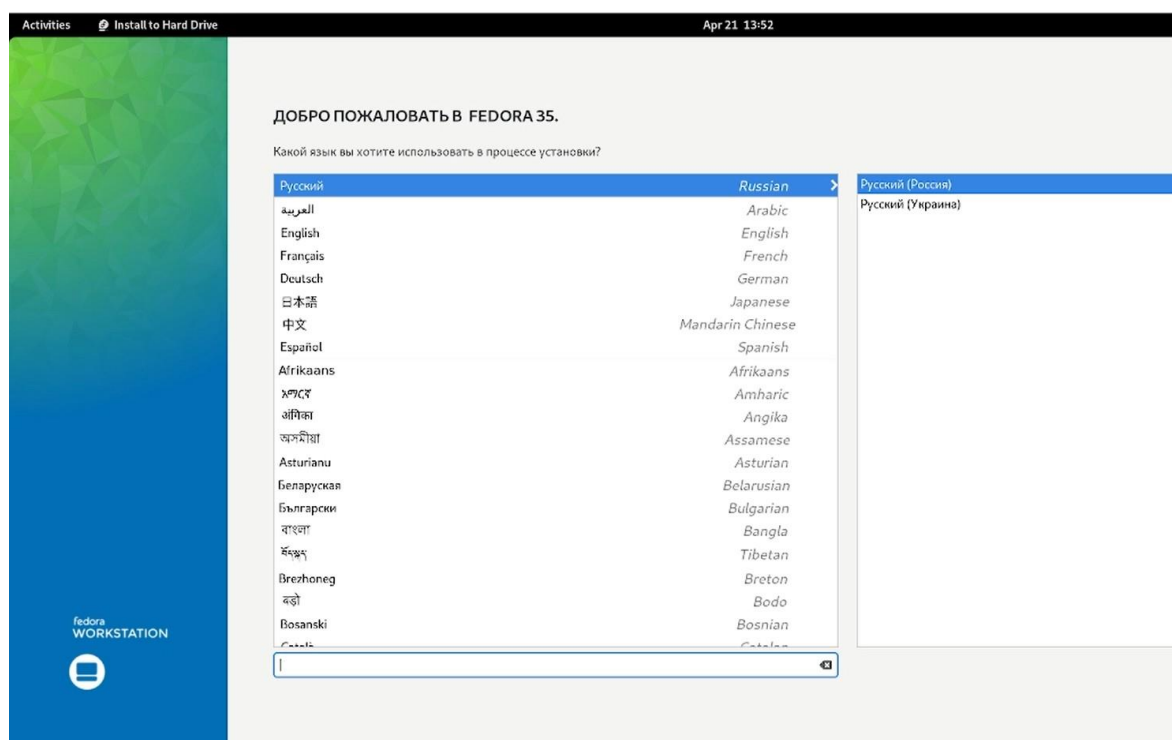 Activities Install to Hard Drive Apr 21 13:52
ДОБРО ПОЖАЛОВАТЬ В FEDORA 35.
Какой язык вы хотите использовать в процессе установки?
Русский Russian Русский (Россия)
العربية Arabic Русский (Украина)
English English
Français French
Deutsch German
日本語 Japanese
中文 Mandarin Chinese
Español Spanish
Afrikaans Afrikaans
አማርኛ Amharic
अंगिका Angika
অসমীয়া Assamese
Asturianu Asturian
Беларуская Belarusian
Български Bulgarian
বাংলা Bangla
Tibetan
Brezhoneg Breton
बड़ो Bodo
Bosanski Bosnian
Català Catalan
fedora
WORKSTATION